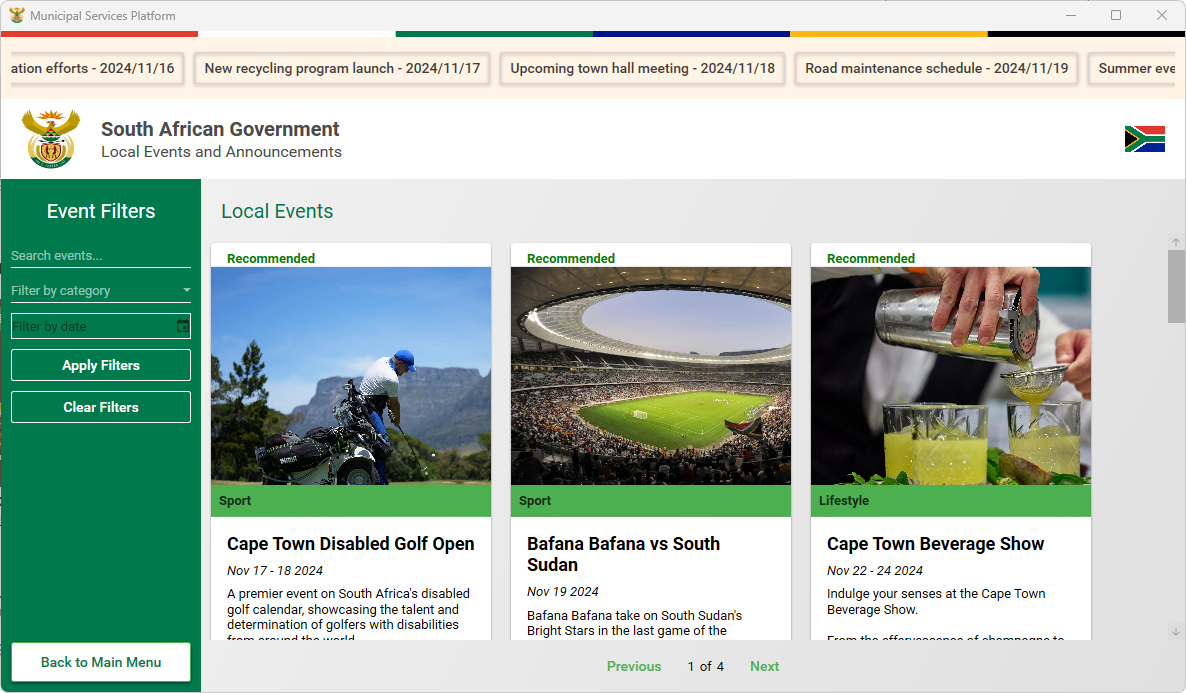 Municipal Services Platform
ation efforts - 2024/11/16
New recycling program launch - 2024/11/17
Upcoming town hall meeting - 2024/11/18
Road maintenance schedule - 2024/11/19
Summer eve
South African Government
Local Events and Announcements
Event Filters
Search events...
Filter by category
Filter by date
Apply Filters
Clear Filters
Back to Main Menu
Local Events
Recommended
Sport
Cape Town Disabled Golf Open
Nov 17 - 18 2024
A premier event on South Africa's disabled
golf calendar, showcasing the talent and
determination of golfers with disabilities
from around the world
Recommended
Sport
Bafana Bafana vs South
Sudan
Nov 19 2024
Bafana Bafana take on South Sudan's
Bright Stars in the last game of the
Recommended
Lifestyle
Cape Town Beverage Show
Nov 22 - 24 2024
Indulge your senses at the Cape Town
Beverage Show.
From the effervescence of champagne to
Previous
1 of 4
Next